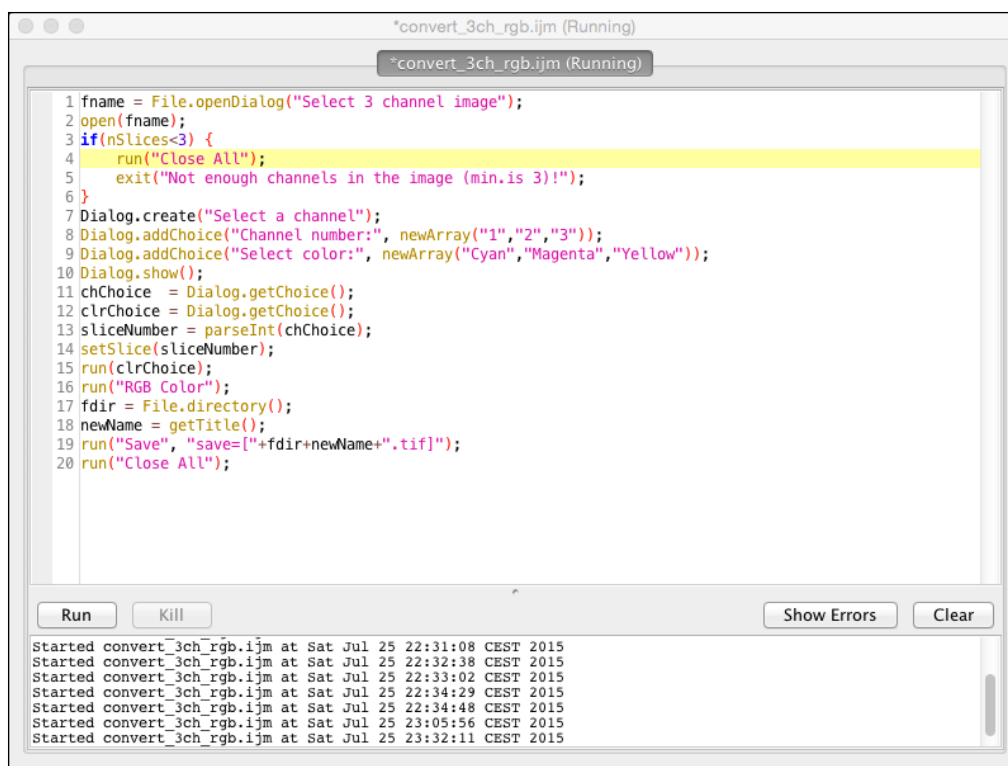 *convert_3ch_rgb.ijm (Running)
*convert_3ch_rgb.ijm (Running)
1 fname = File.openDialog("Select 3 channel image");
2 open(fname);
3 if(nSlices<3) {
4     run("Close All");
5     exit("Not enough channels in the image (min.is 3)!");
6 }
7 Dialog.create("Select a channel");
8 Dialog.addChoice("Channel number:", newArray("1","2","3"));
9 Dialog.addChoice("Select color:", newArray("Cyan","Magenta","Yellow"));
10 Dialog.show();
11 chChoice  = Dialog.getChoice();
12 clrChoice = Dialog.getChoice();
13 sliceNumber = parseInt(chChoice);
14 setSlice(sliceNumber);
15 run(clrChoice);
16 run("RGB Color");
17 fdir = File.directory();
18 newName = getTitle();
19 run("Save", "save=["+fdir+newName+".tif]");
20 run("Close All");
Run Kill Show Errors Clear
Started convert_3ch_rgb.ijm at Sat Jul 25 22:31:08 CEST 2015
Started convert_3ch_rgb.ijm at Sat Jul 25 22:32:38 CEST 2015
Started convert_3ch_rgb.ijm at Sat Jul 25 22:33:02 CEST 2015
Started convert_3ch_rgb.ijm at Sat Jul 25 22:34:29 CEST 2015
Started convert_3ch_rgb.ijm at Sat Jul 25 22:34:48 CEST 2015
Started convert_3ch_rgb.ijm at Sat Jul 25 23:05:56 CEST 2015
Started convert_3ch_rgb.ijm at Sat Jul 25 23:32:11 CEST 2015